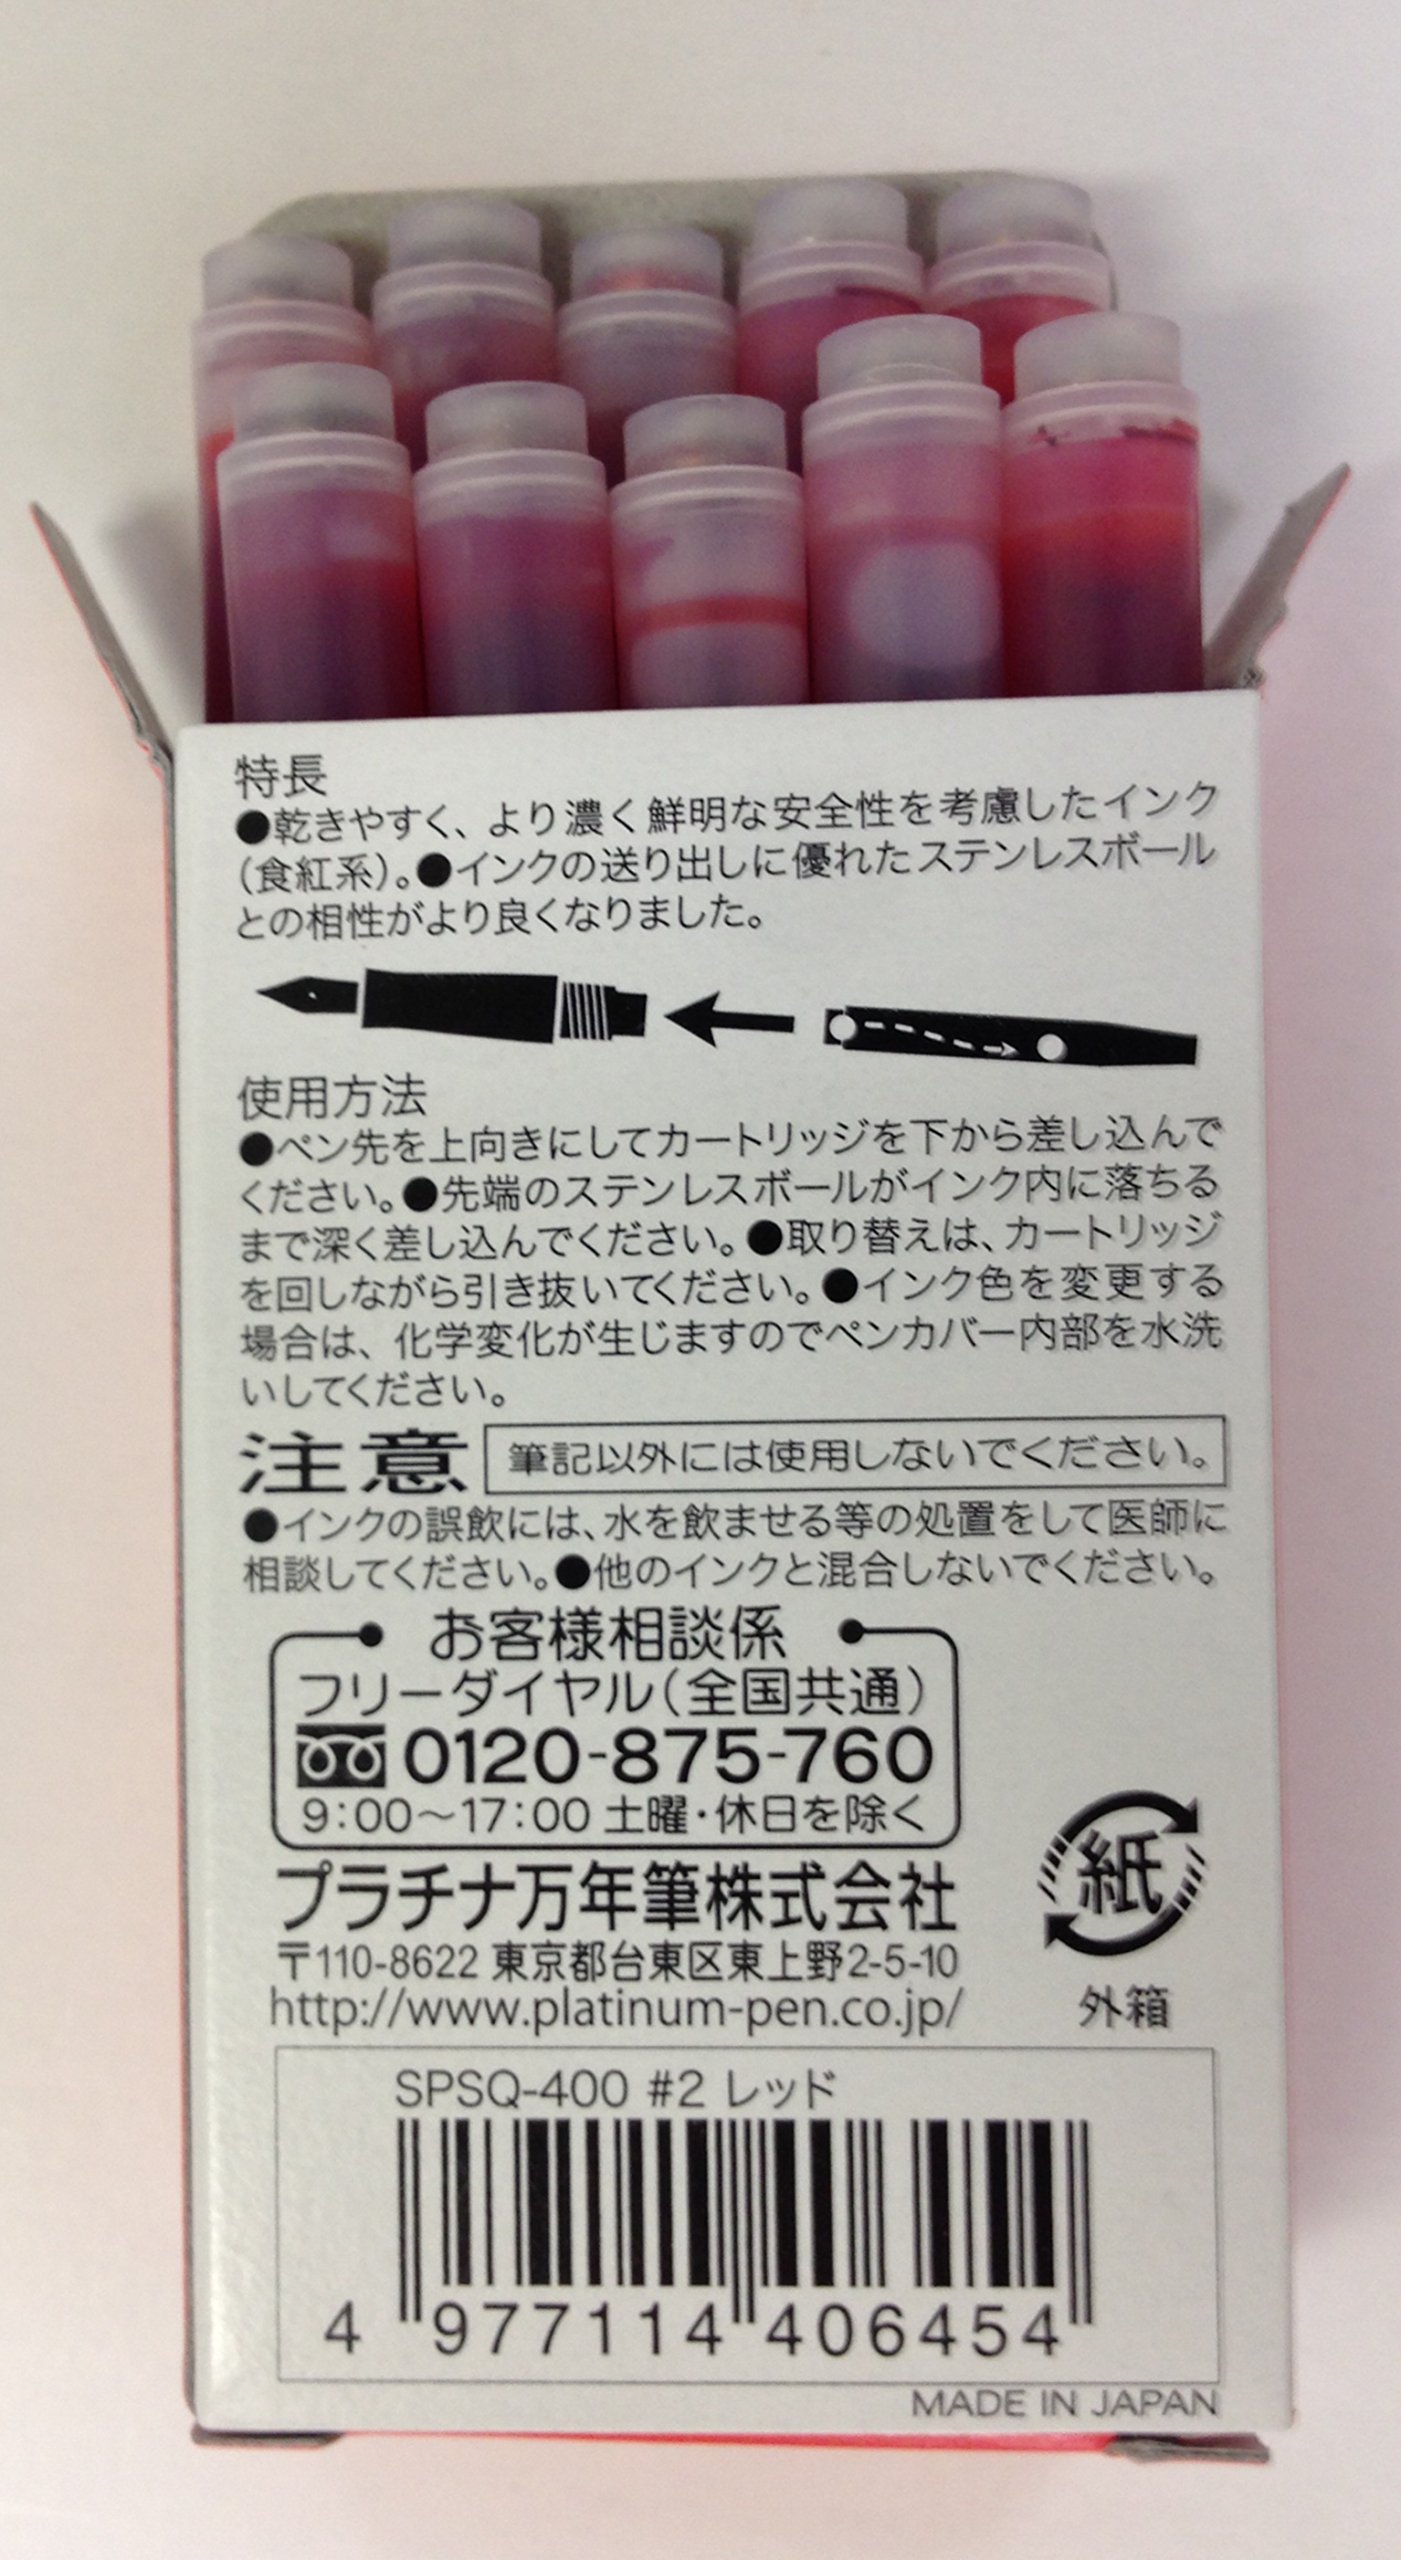 特長
●乾きやすく、より濃く鮮明な安全性を考慮したインク
(食紅系)。●インクの送り出しに優れたステンレスボール
との相性がより良くなりました。
使用方法
●ペン先を上向きにしてカートリッジを下から差し込んで
ください。●先端のステンレスボールがインク内に落ちる
まで深く差し込んでください。●取り替えは、カートリッジ
を回しながら引き抜いてください。●インク色を変更する
場合は、化学変化が生じますのでペンカバー内部を水洗
いしてください。
注意 筆記以外には使用しないでください。
●インクの誤飲には、水を飲ませる等の処置をして医師に
相談してください。●他のインクと混合しないでください。
お客様相談係
フリーダイヤル(全国共通)
0120-875-760
9:00〜17:00 土曜・休日を除く
プラチナ万年筆株式会社
〒110-8622 東京都台東区東上野2-5-10
http://www.platinum-pen.co.jp/
紙
外箱
SPSQ-400 #2 レッド
4 977114 406454
MADE IN JAPAN